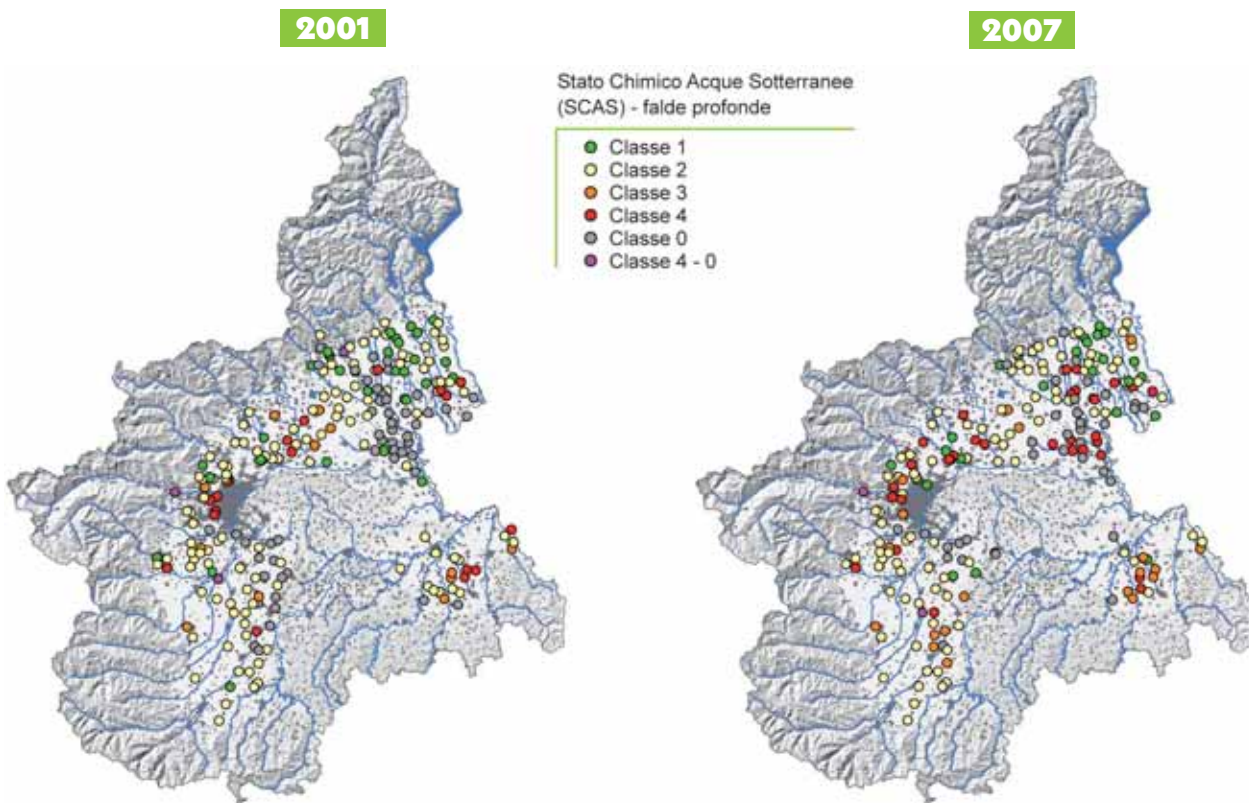 2001
2007
Stato Chimico Acque Sotterranee
(SCAS) - falde profonde
Classe 1
Classe 2
Classe 3
Classe 4
Classe 0
Classe 4 - 0